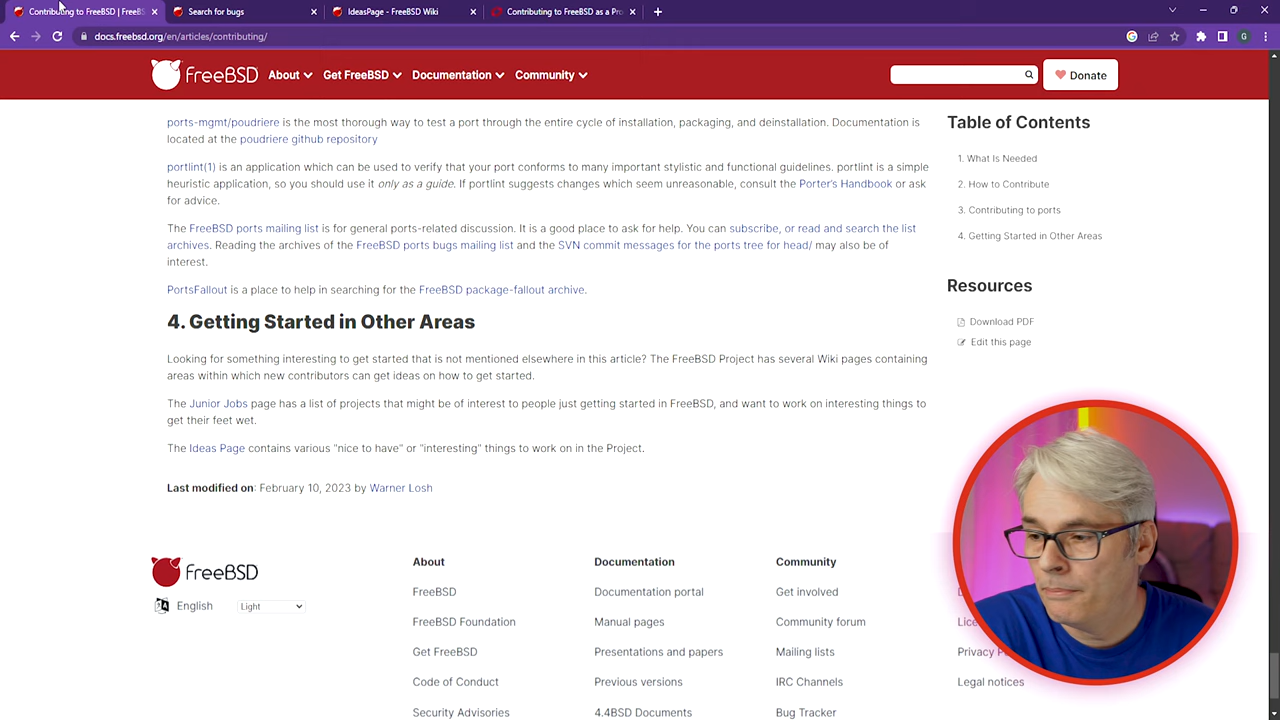 Contributing to FreeBSD | FreeBS
Search for bugs
IdeasPage - FreeBSD Wiki
Contributing to FreeBSD as a Pro
docs.freebsd.org/en/articles/contributing/
G
FreeBSD
About
Get FreeBSD
Documentation
Community
Donate
ports-mgmt/poudriere is the most thorough way to test a port through the entire cycle of installation, packaging, and deinstallation. Documentation is
located at the poudriere github repository
portlint(1) is an application which can be used to verify that your port conforms to many important stylistic and functional guidelines. portlint is a simple
heuristic application, so you should use it only as a guide. If portlint suggests changes which seem unreasonable, consult the Porter's Handbook or ask
for advice.
The FreeBSD ports mailing list is for general ports-related discussion. It is a good place to ask for help. You can subscribe, or read and search the list
archives. Reading the archives of the FreeBSD ports bugs mailing list and the SVN commit messages for the ports tree for head/ may also be of
interest.
PortsFallout is a place to help in searching for the FreeBSD package-fallout archive.
4. Getting Started in Other Areas
Looking for something interesting to get started that is not mentioned elsewhere in this article? The FreeBSD Project has several Wiki pages containing
areas within which new contributors can get ideas on how to get started.
The Junior Jobs page has a list of projects that might be of interest to people just getting started in FreeBSD, and want to work on interesting things to
get their feet wet.
The Ideas Page contains various "nice to have" or "interesting" things to work on in the Project.
Last modified on: February 10, 2023 by Warner Losh
Table of Contents
1. What Is Needed
2. How to Contribute
3. Contributing to ports
4. Getting Started in Other Areas
Resources
Download PDF
Edit this page
FreeBSD
English
Light
About
FreeBSD
FreeBSD Foundation
Get FreeBSD
Code of Conduct
Security Advisories
Documentation
Documentation portal
Manual pages
Presentations and papers
Previous versions
4.4BSD Documents
Community
Get involved
Community forum
Mailing lists
IRC Channels
Bug Tracker
Privacy
Legal notices